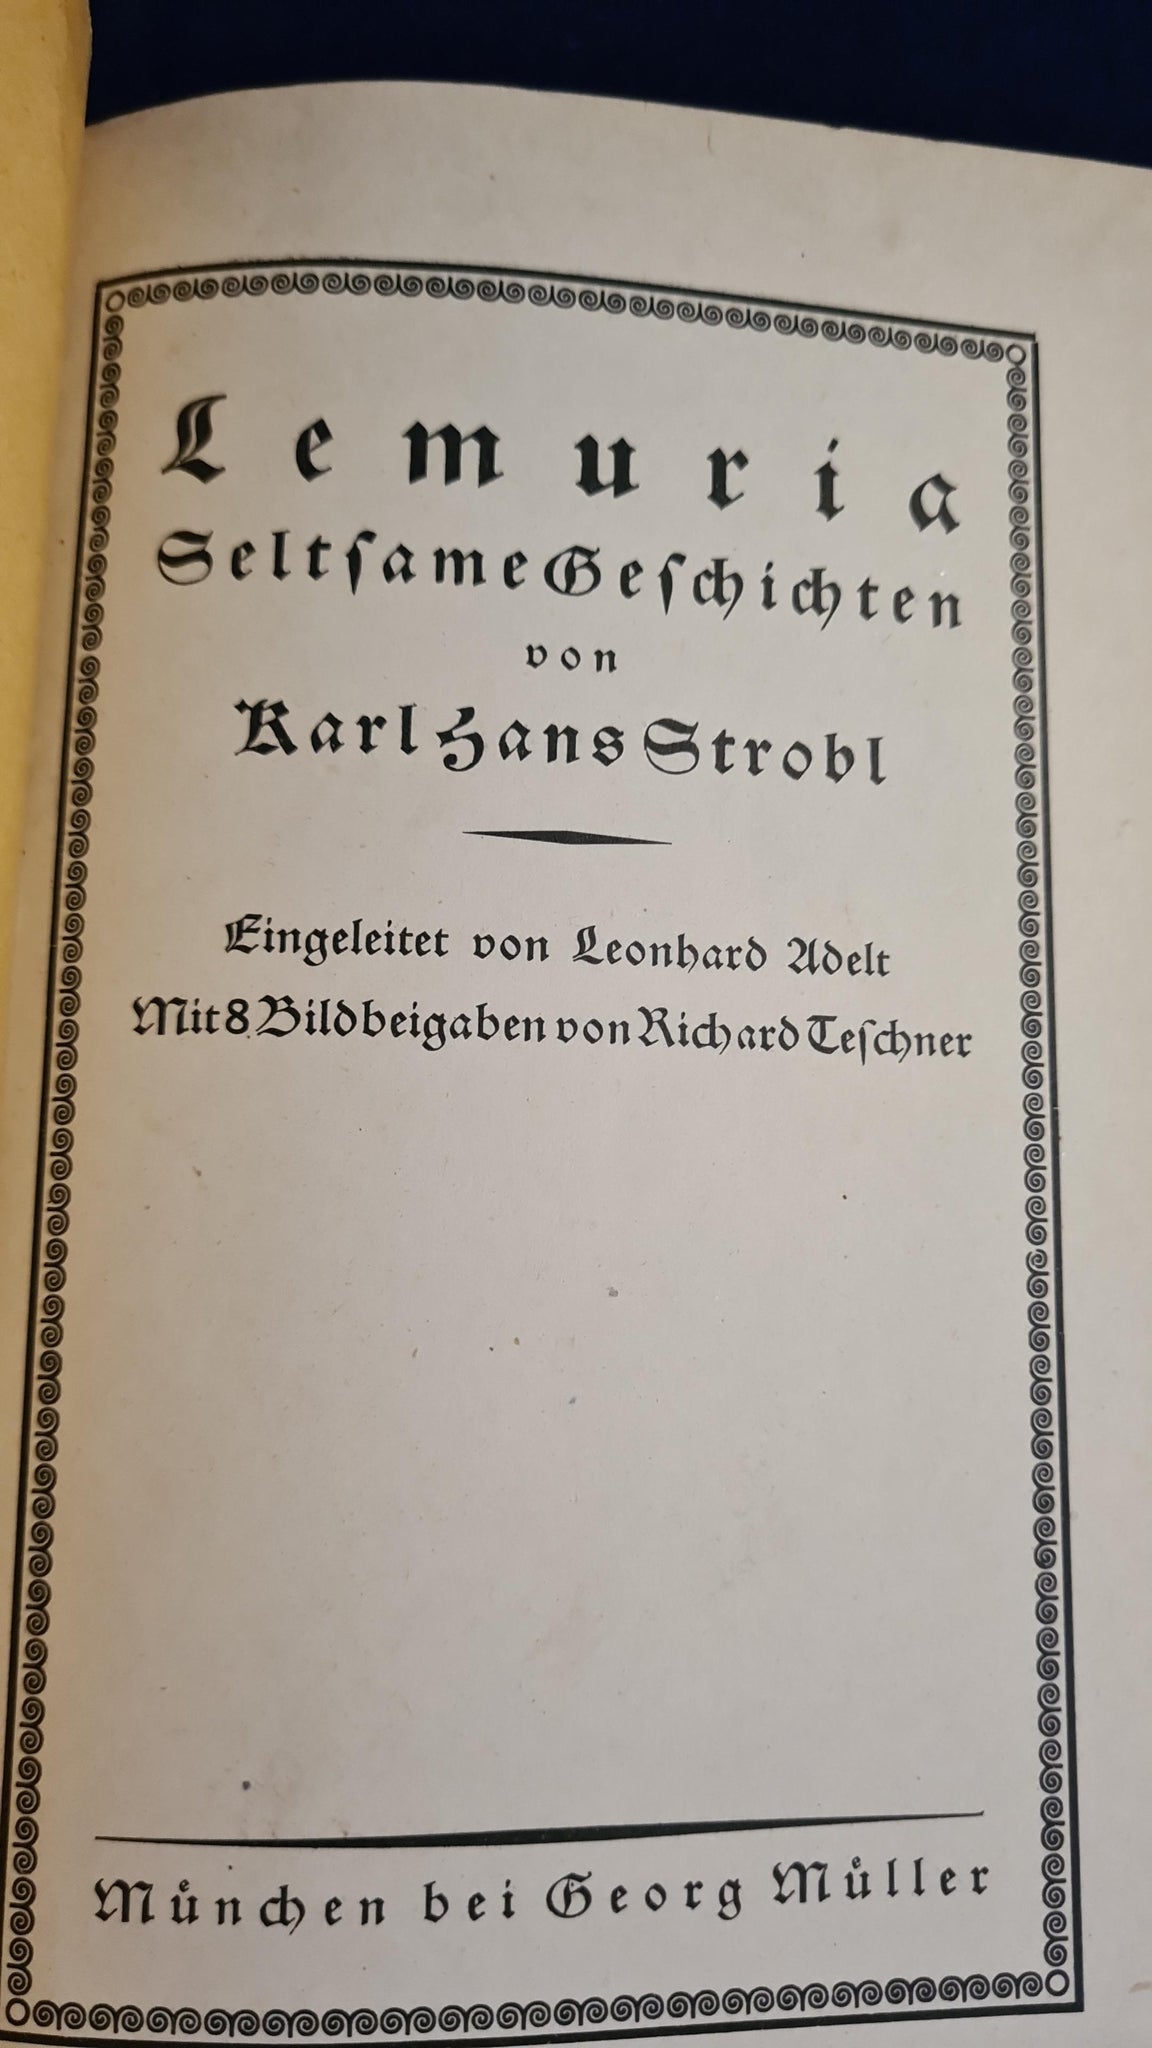 Lemuria
Seltſame Geſchichten
von
Karl Hans Strobl
Eingeleitet von Leonhard Adelt
Mit 8 Bildbeigaben von Richard Teſchner
München bei Georg Müller